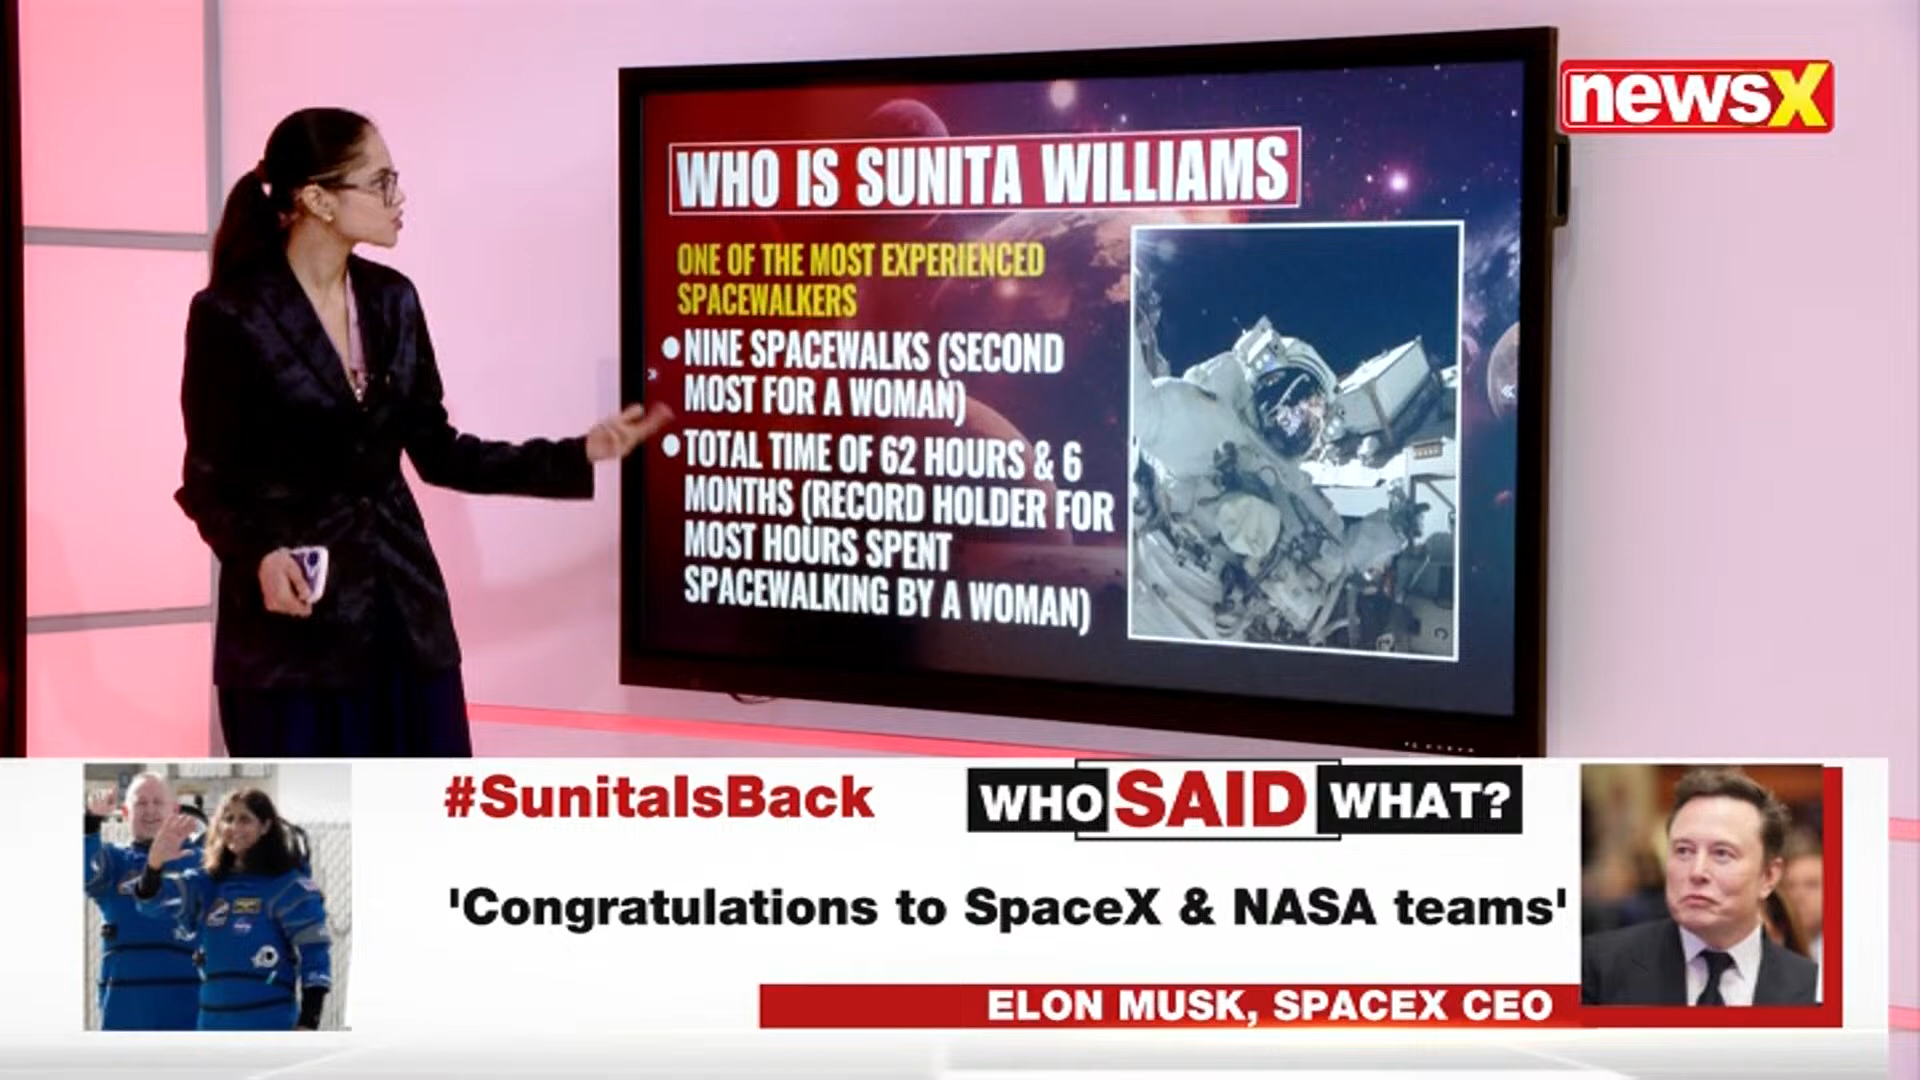 newsX
WHO IS SUNITA WILLIAMS
ONE OF THE MOST EXPERIENCED
SPACEWALKERS
NINE SPACEWALKS (SECOND
MOST FOR A WOMAN)
TOTAL TIME OF 62 HOURS & 6
MONTHS (RECORD HOLDER FOR
MOST HOURS SPENT
SPACEWALKING BY A WOMAN)
#SunitaIsBack
WHO SAID WHAT?
'Congratulations to SpaceX & NASA teams'
ELON MUSK, SPACEX CEO